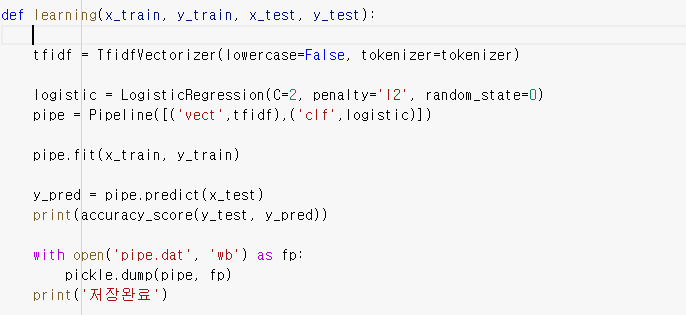 def learning(x_train, y_train, x_test, y_test):
tfidf = TfidfVectorizer(lowercase=False, tokenizer=tokenizer)
logistic = LogisticRegression(C=2, penalty='l2', random_state=0)
pipe = Pipeline([('vect',tfidf),('clf',logistic)])
pipe.fit(x_train, y_train)
y_pred = pipe.predict(x_test)
print(accuracy_score(y_test, y_pred))
with open('pipe.dat', 'wb') as fp:
pickle.dump(pipe, fp)
print('저장완료')